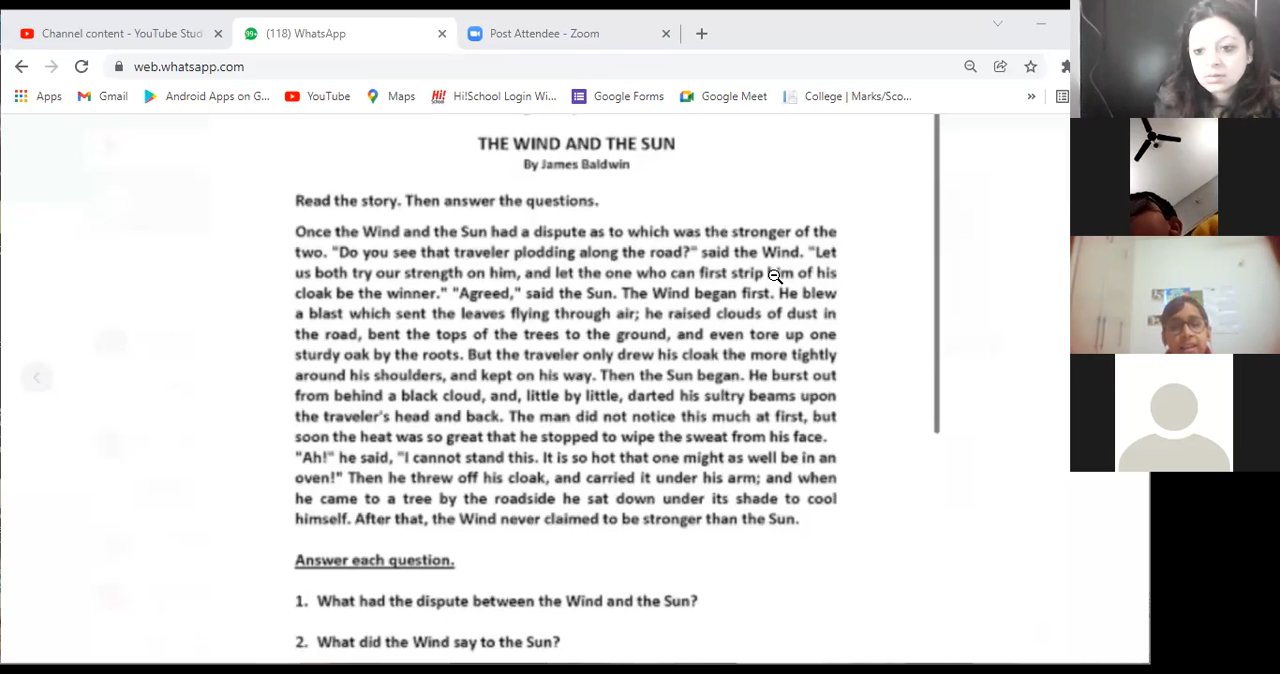 Channel content - YouTube Stud
99+
(118) WhatsApp
Post Attendee - Zoom
web.whatsapp.com
Apps
Gmail
Android Apps on G...
YouTube
Hi!
Maps
Hi!School Login Wi...
Google Forms
Google Meet
College | Marks/Sco...
»
THE WIND AND THE SUN
By James Baldwin
Read the story. Then answer the questions.
Once the Wind and the Sun had a dispute as to which was the stronger of the
two. "Do you see that traveler plodding along the road?" said the Wind. "Let
us both try our strength on him, and let the one who can first strip him of his
cloak be the winner." "Agreed," said the Sun. The Wind began first. He blew
a blast which sent the leaves flying through air; he raised clouds of dust in
the road, bent the tops of the trees to the ground, and even tore up one
sturdy oak by the roots. But the traveler only drew his cloak the more tightly
around his shoulders, and kept on his way. Then the Sun began. He burst out
from behind a black cloud, and, little by little, darted his sultry beams upon
the traveler's head and back. The man did not notice this much at first, but
soon the heat was so great that he stopped to wipe the sweat from his face.
"Ah!" he said, "I cannot stand this. It is so hot that one might as well be in an
oven!" Then he threw off his cloak, and carried it under his arm; and when
he came to a tree by the roadside he sat down under its shade to cool
himself. After that, the Wind never claimed to be stronger than the Sun.
Answer each question.
1. What had the dispute between the Wind and the Sun?
2. What did the Wind say to the Sun?